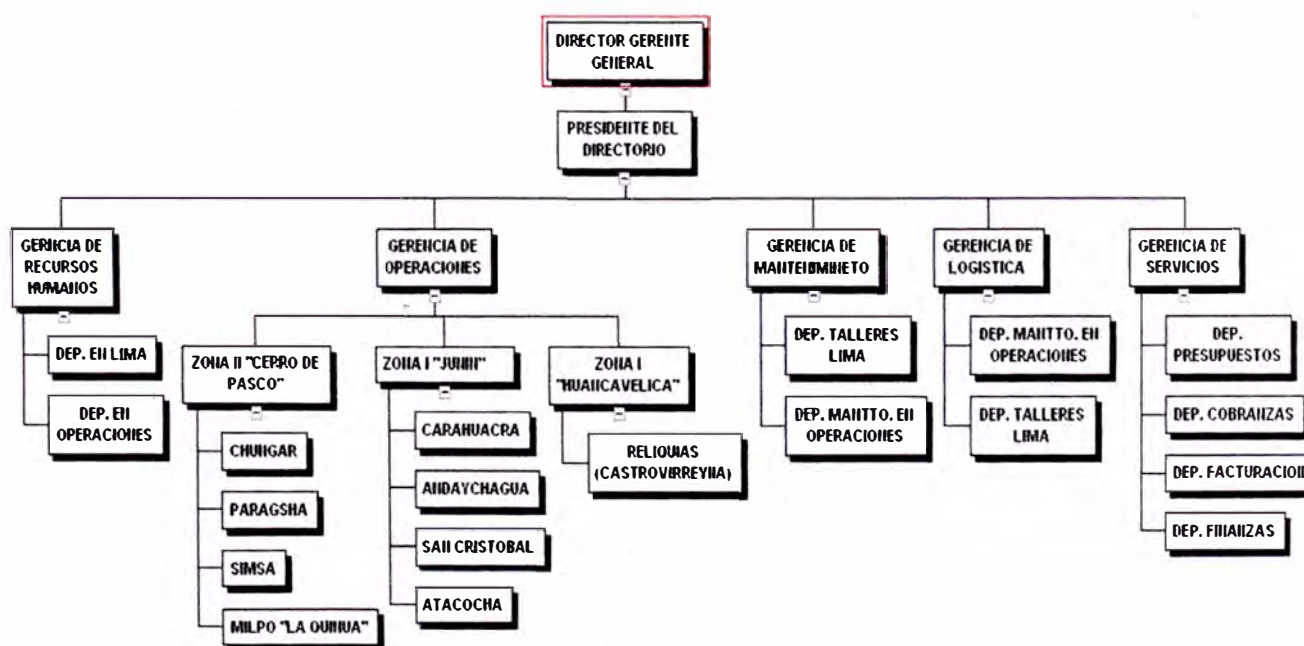 DIRECTOR GERENTE
GENERAL
PRESIDENTE DEL
DIRECTORIO
GERNCIA DE
RECURSOS
HUMANOS
DEP. EN LIMA
DEP. EN
OPERACIONES
GERENCIA DE
OPERACIONES
ZONA II "CERRO DE
PASCO"
CHUNGAR
PARAGSHA
SIMSA
MILPO "LA QUINUA"
ZONA I "JUNIN"
CARAHUACRA
ANDAYCHAGUA
SAN CRISTOBAL
ATACOCHA
ZONA I
"HUANCAVELICA"
RELIQUIAS
(CASTROVIRREYNA)
GERENCIA DE
DEP. TALLERES
LIMA
DEP. MANTTO. EN
OPERACIONES
GERENCIA DE
LOGISTICA
DEP. MANTTO. EN
OPERACIONES
DEP. TALLERES
LIMA
GERENCIA DE
SERVICIOS
DEP.
PRESUPUESTOS
DEP. COBRANZAS
DEP. FACTURACION
DEP. FINANZAS